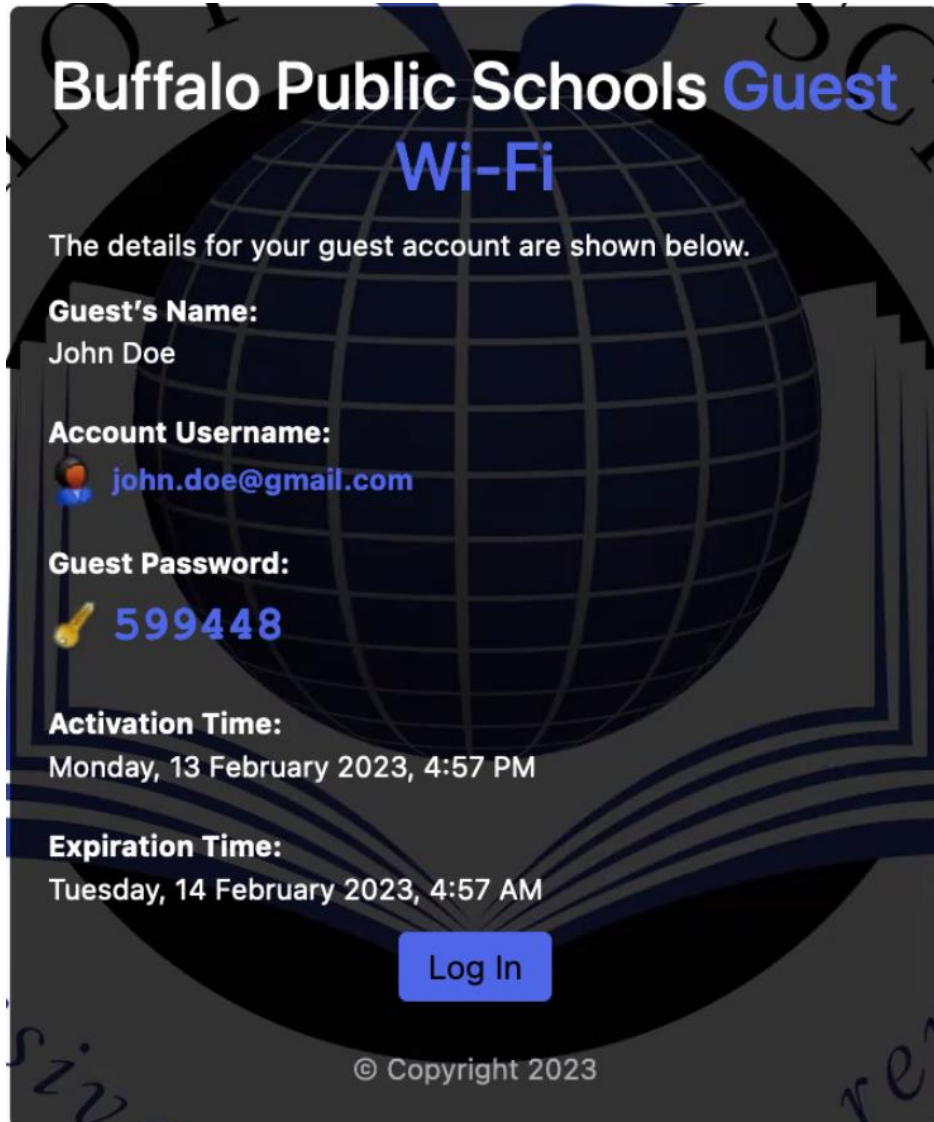 Buffalo Public Schools Guest
Wi-Fi
The details for your guest account are shown below.
Guest's Name:
John Doe
Account Username:
john.doe@gmail.com
Guest Password:
599448
Activation Time:
Monday, 13 February 2023, 4:57 PM
Expiration Time:
Tuesday, 14 February 2023, 4:57 AM
Log In
© Copyright 2023